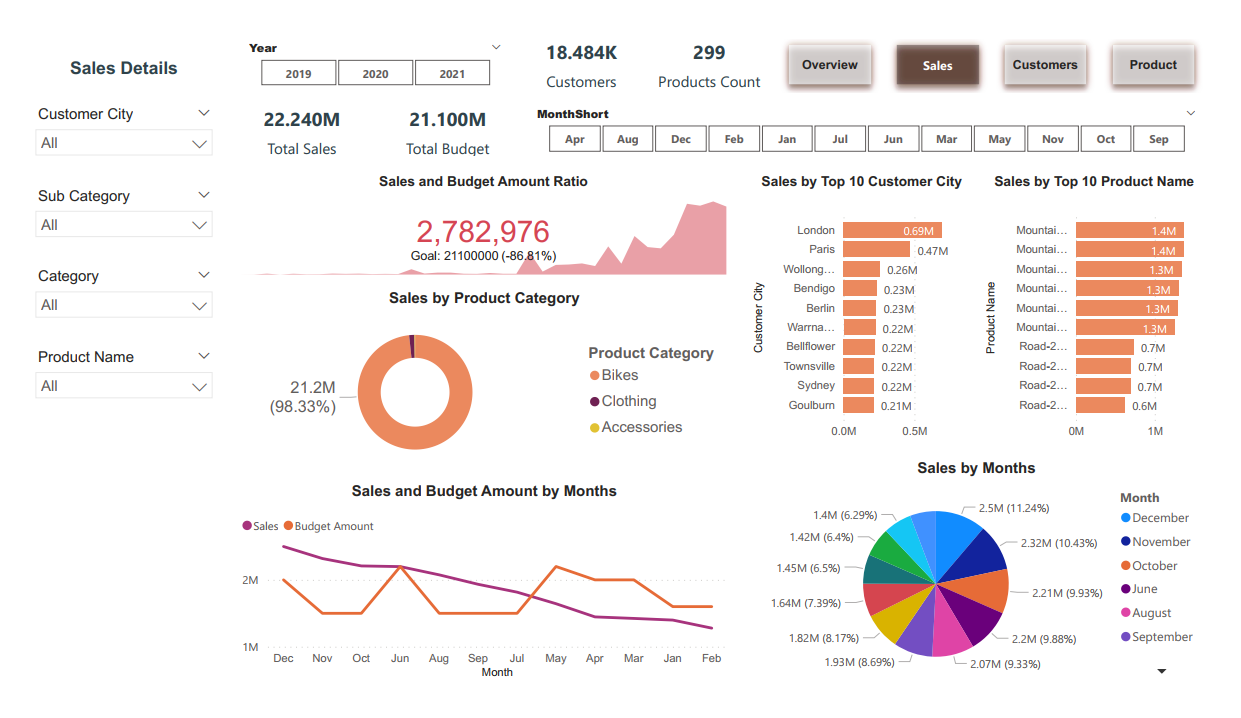 Sales Details
Customer City
All
Sub Category
All
Category
All
Product Name
All
Year
2019 2020 2021
18.484K
Customers
299
Products Count
Overview
Sales
Customers
Product
22.240M
Total Sales
21.100M
Total Budget
MonthShort
Apr Aug Dec Feb Jan Jul Jun Mar May Nov Oct Sep
Sales and Budget Amount Ratio
2,782,976
Goal: 21100000 (-86.81%)
Sales by Product Category
21.2M
(98.33%)
Product Category
Bikes
Clothing
Accessories
Sales by Top 10 Customer City
Customer City
London 0.69M
Paris 0.47M
Wollong... 0.26M
Bendigo 0.23M
Berlin 0.23M
Warrna... 0.22M
Bellflower 0.22M
Townsville 0.22M
Sydney 0.22M
Goulburn 0.21M
0.0M 0.5M
Sales by Top 10 Product Name
Product Name
Mountai... 1.4M
Mountai... 1.4M
Mountai... 1.3M
Mountai... 1.3M
Mountai... 1.3M
Mountai... 1.3M
Road-2... 0.7M
Road-2... 0.7M
Road-2... 0.7M
Road-2... 0.6M
0M 1M
Sales and Budget Amount by Months
Sales Budget Amount
2M
1M
Dec Nov Oct Jun Aug Sep Jul May Apr Mar Jan Feb
Month
Sales by Months
2.5M (11.24%)
2.32M (10.43%)
2.21M (9.93%)
2.2M (9.88%)
2.07M (9.33%)
1.93M (8.69%)
1.82M (8.17%)
1.64M (7.39%)
1.45M (6.5%)
1.42M (6.4%)
1.4M (6.29%)
Month
December
November
October
June
August
September